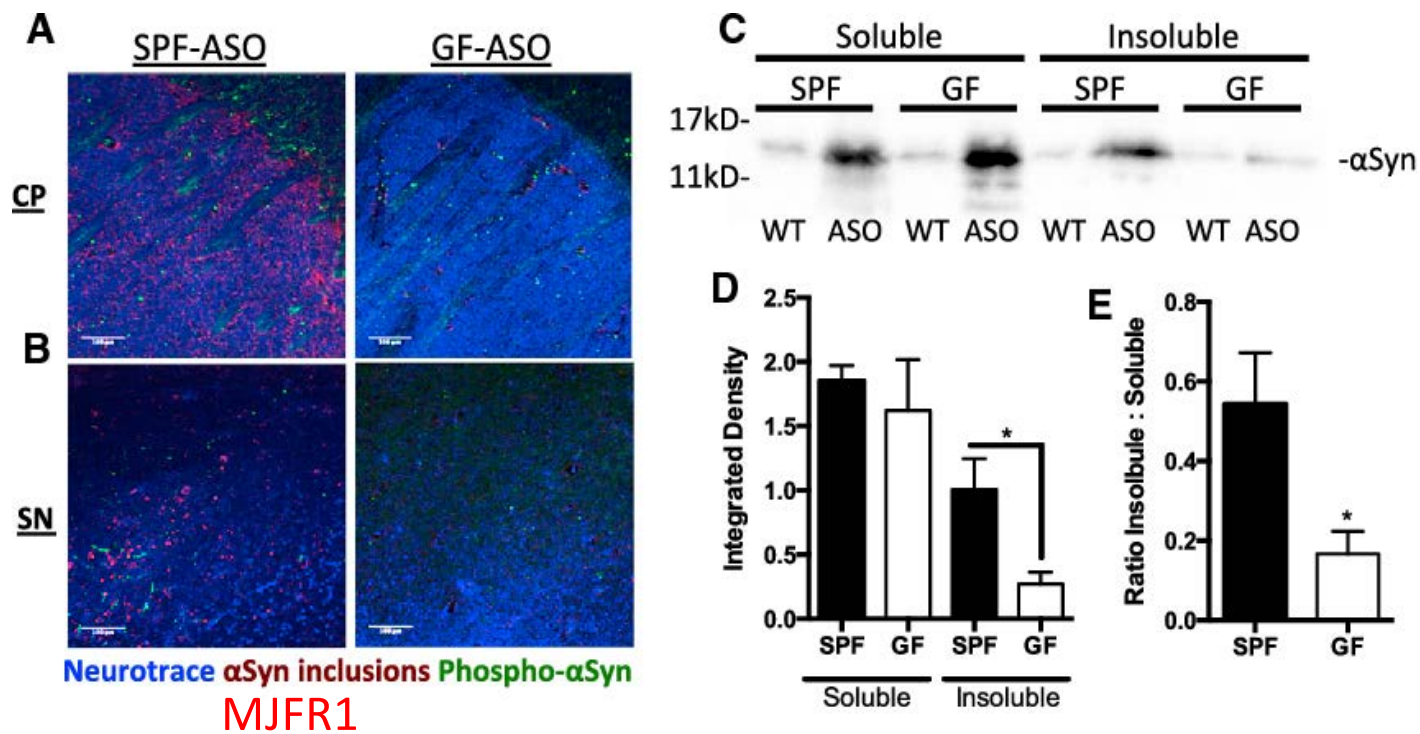 A
SPF-ASO GF-ASO
CP
B
SN
Neurotrace αSyn inclusions Phospho-αSyn
MJFR1
C
Soluble Insoluble
SPF GF SPF GF
17kD-
-αSyn
11kD-
WT ASO WT ASO WT ASO WT ASO
D
Integrated Density
2.5
2.0
1.5
1.0
0.5
0.0
*
SPF GF SPF GF
Soluble Insoluble
E
Ratio Insolbule : Soluble
0.8
0.6
0.4
0.2
0.0
*
SPF GF